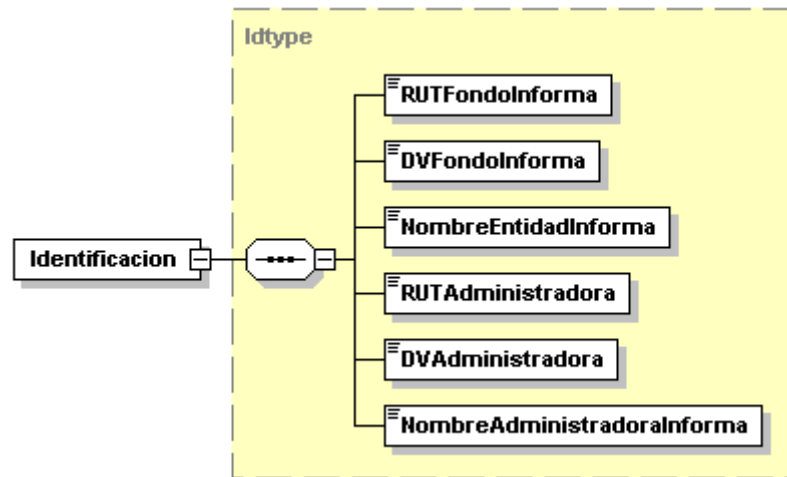 Idtype
RUTFondoInforma
DVFondoInforma
NombreEntidadInforma
Identificacion
RUTAdministradora
DVAdministradora
NombreAdministradoraInforma